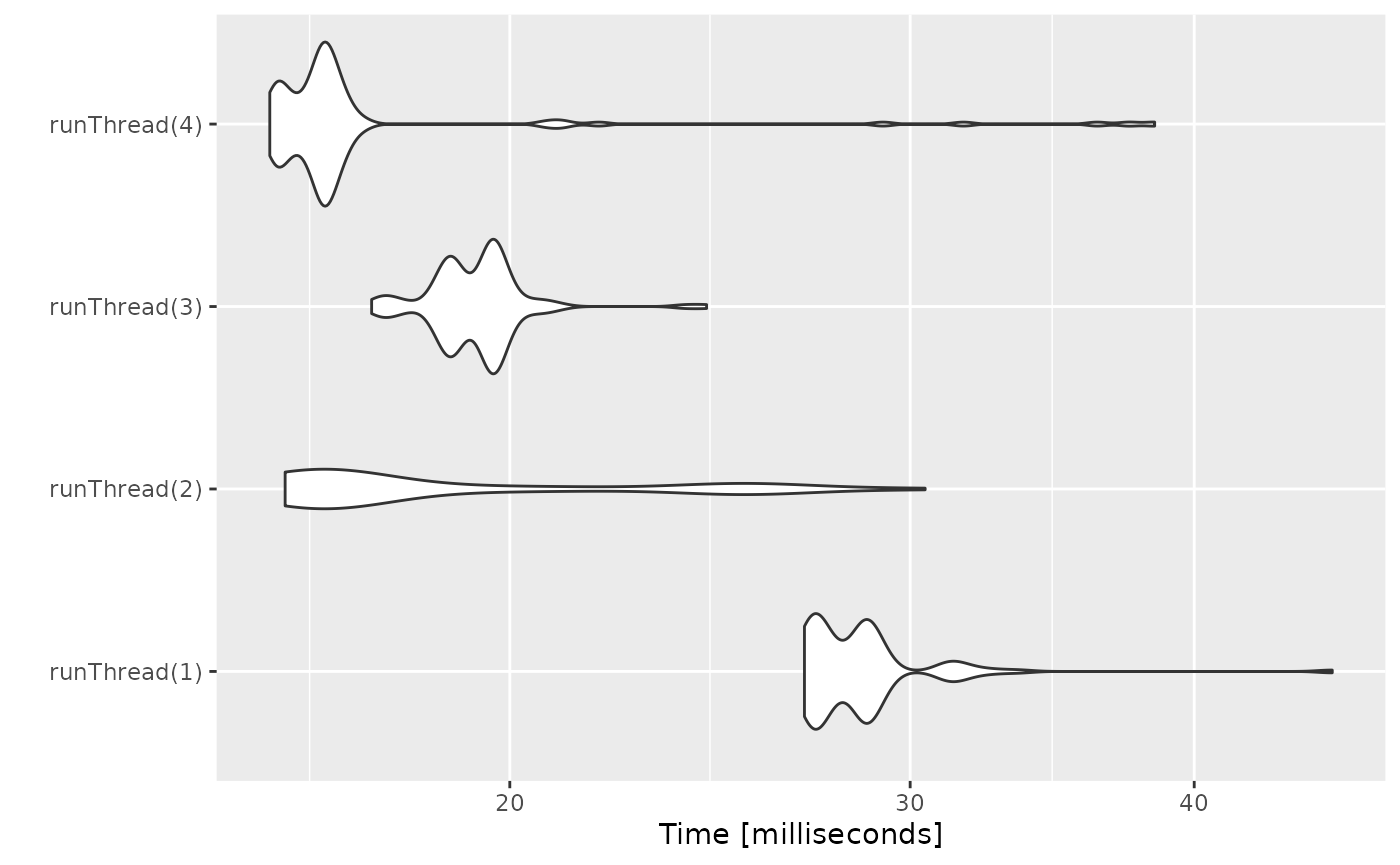 runThread(4)
runThread(3)
runThread(2)
runThread(1)
20 30 40
Time [milliseconds]